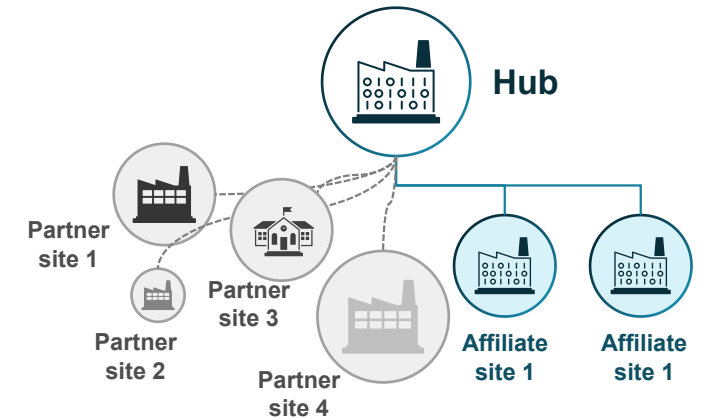 Hub
Partner
site 1
Partner
site 2
Partner
site 3
Partner
site 4
Affiliate
site 1
Affiliate
site 1